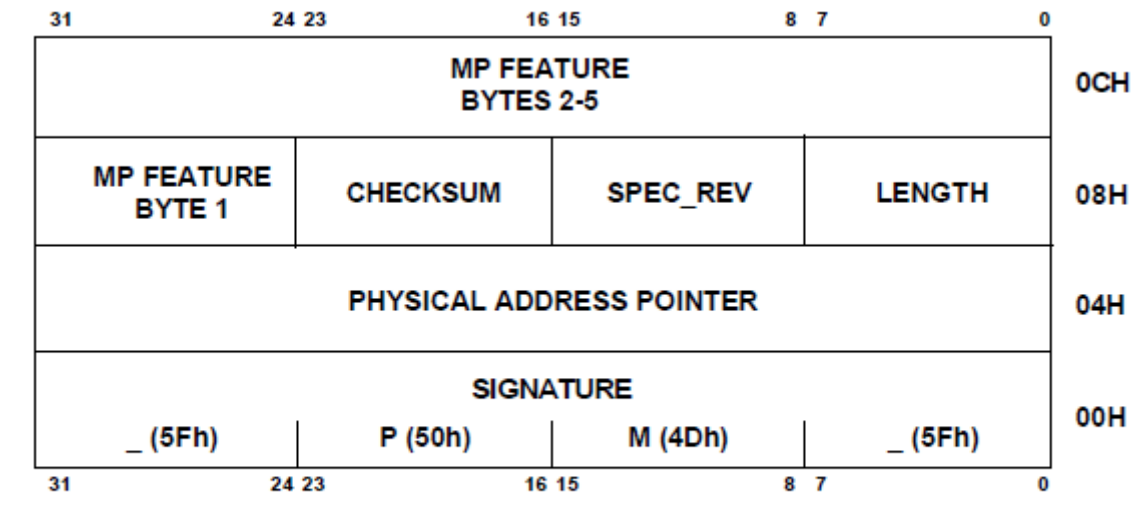 31 24 23 16 15 8 7 0
MP FEATURE
BYTES 2-5
0CH
MP FEATURE
BYTE 1
CHECKSUM
SPEC_REV
LENGTH
08H
PHYSICAL ADDRESS POINTER
04H
SIGNATURE
_ (5Fh) P (50h) M (4Dh) _ (5Fh)
00H
31 24 23 16 15 8 7 0